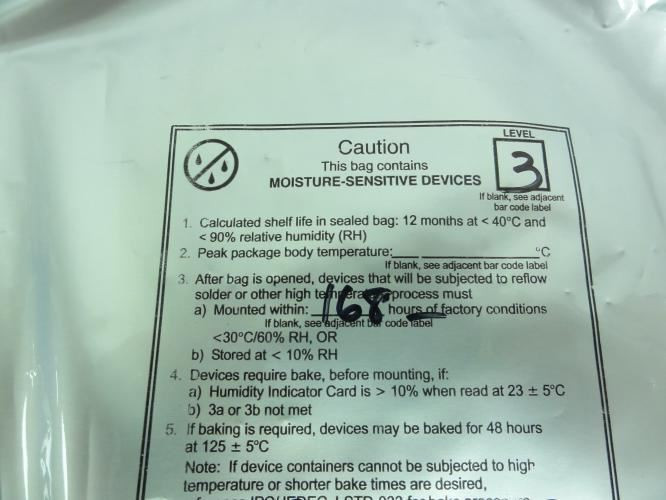 LEVEL
Caution
3
This bag contains
MOISTURE-SENSITIVE DEVICES
If blank, see adjacent
bar code label
1. Calculated shelf life in sealed bag: 12 months at < 40°C and
< 90% relative humidity (RH)
2. Peak package body temperature:____ ____________°C
If blank, see adjacent bar code label
3. After bag is opened, devices that will be subjected to reflow
solder or other high temperature process must
a) Mounted within: 168 hours of factory conditions
If blank, see adjacent bar code label
<30°C/60% RH, OR
b) Stored at < 10% RH
4. Devices require bake, before mounting, if:
a) Humidity Indicator Card is > 10% when read at 23 ± 5°C
b) 3a or 3b not met
5. If baking is required, devices may be baked for 48 hours
at 125 ± 5°C
Note: If device containers cannot be subjected to high
temperature or shorter bake times are desired,